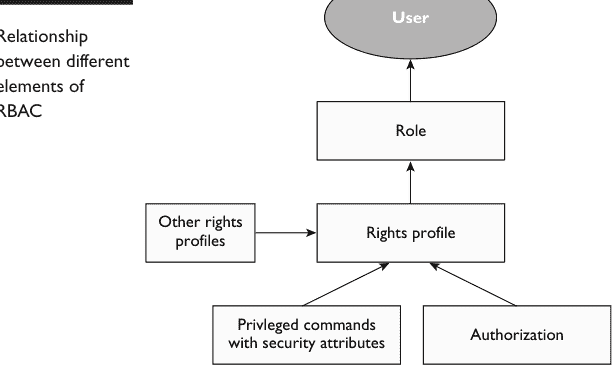 User
Relationship
between different
elements of
RBAC
Role
Other rights
profiles
Rights profile
Privleged commands
with security attributes
Authorization